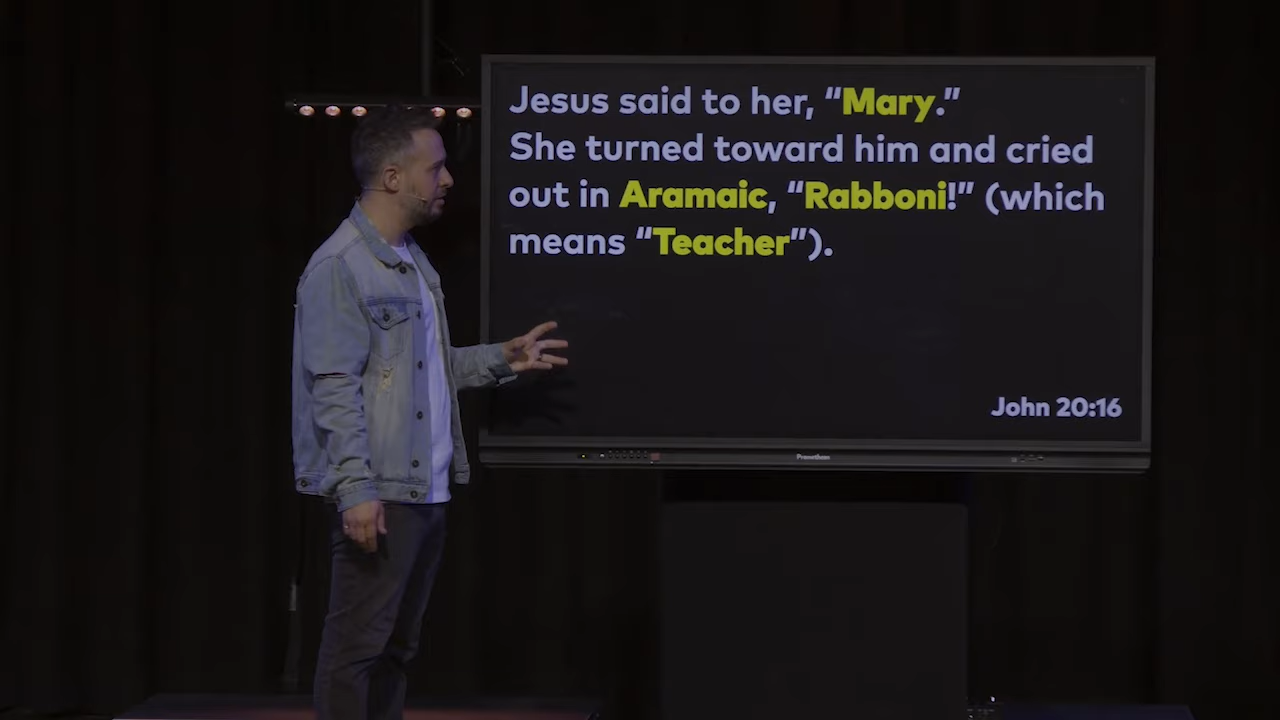 Jesus said to her, “Mary.”
She turned toward him and cried
out in Aramaic, “Rabboni!” (which
means “Teacher”).
John 20:16
Promethean